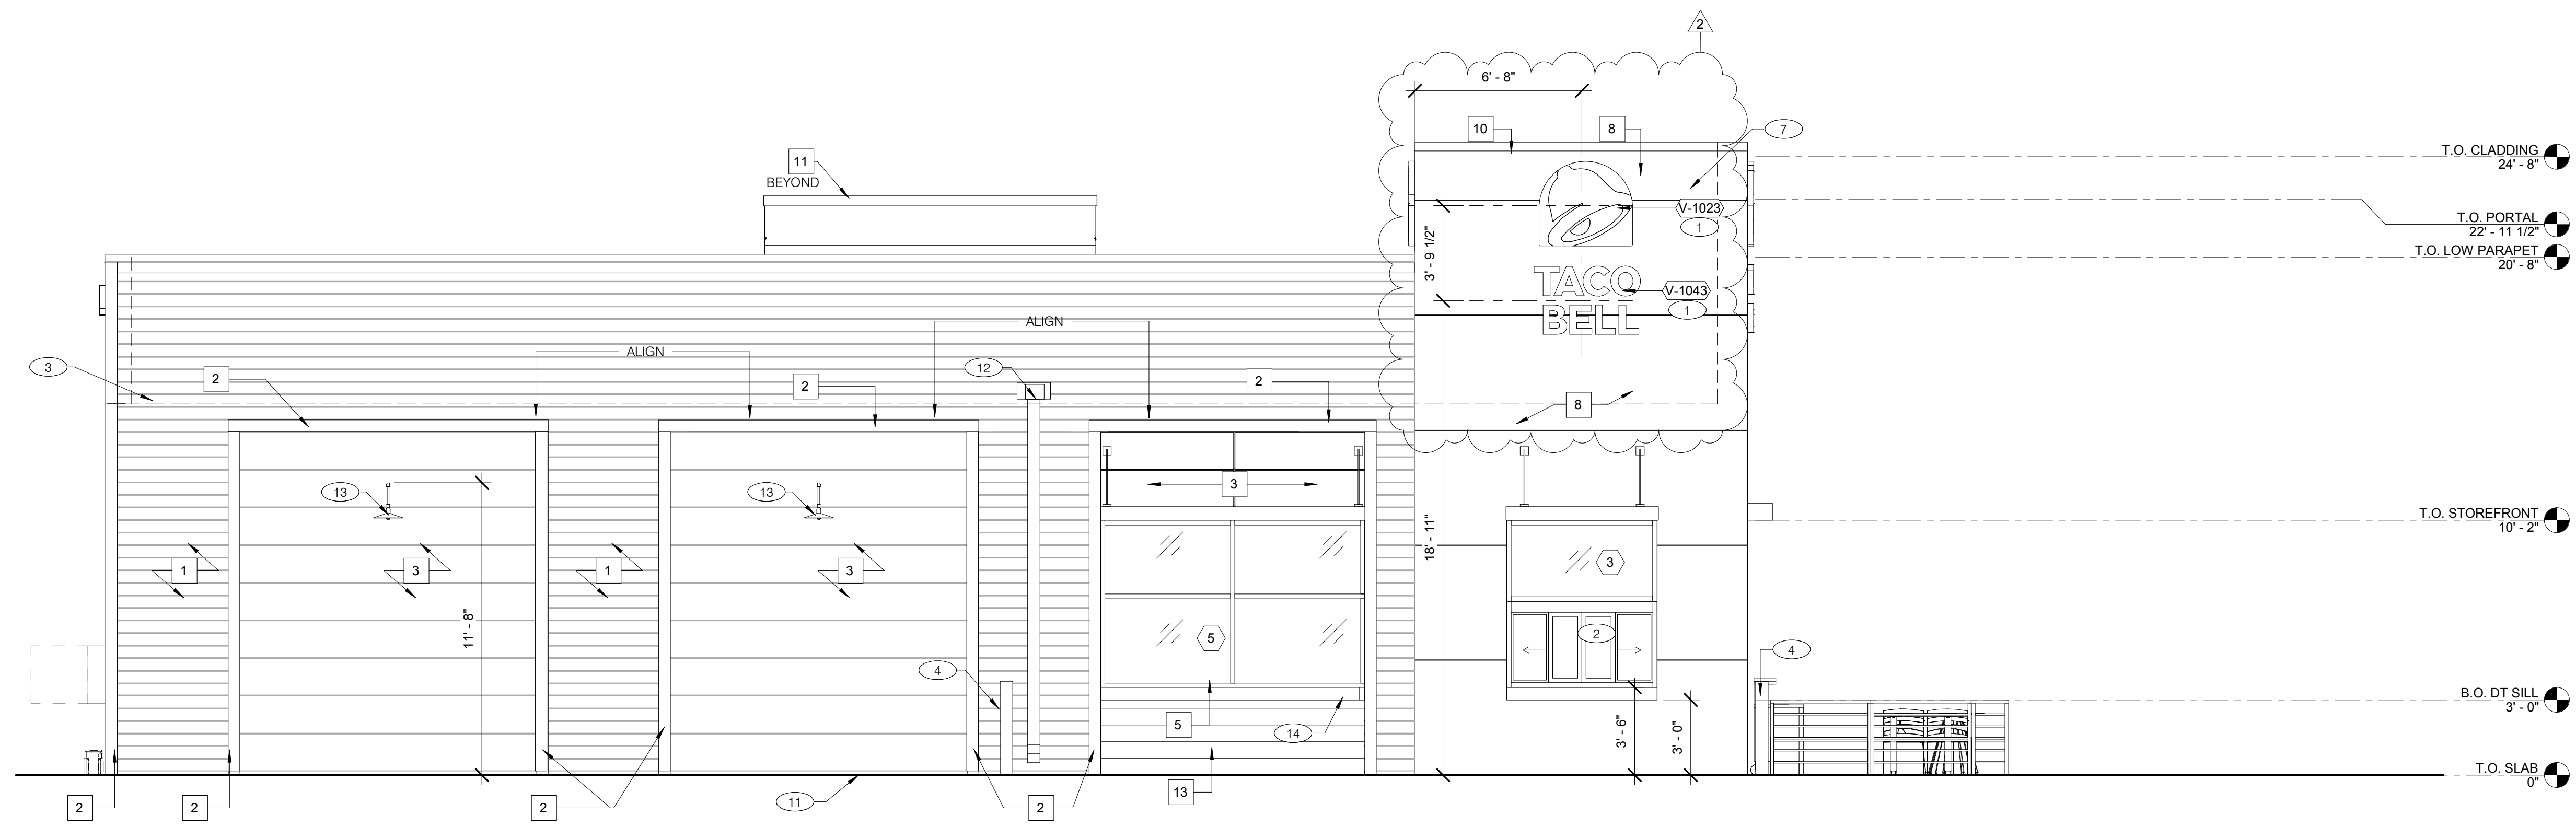 2
6' - 8"
10
8
7
11
BEYOND
T.O. CLADDING
24' - 8"
V-1023
1
T.O. PORTAL
22' - 11 1/2"
3' - 9 1/2"
T.O. LOW PARAPET
20' - 8"
TACO
BELL
V-1043
1
ALIGN
ALIGN
3
2
12
2
2
8
13
13
3
T.O. STOREFRONT
10' - 2"
18' - 11"
3
1
3
1
3
11' - 8"
5
2
4
4
B.O. DT SILL
3' - 0"
5
14
3' - 6"
3' - 0"
T.O. SLAB
0"
13
11
2
2
2
2